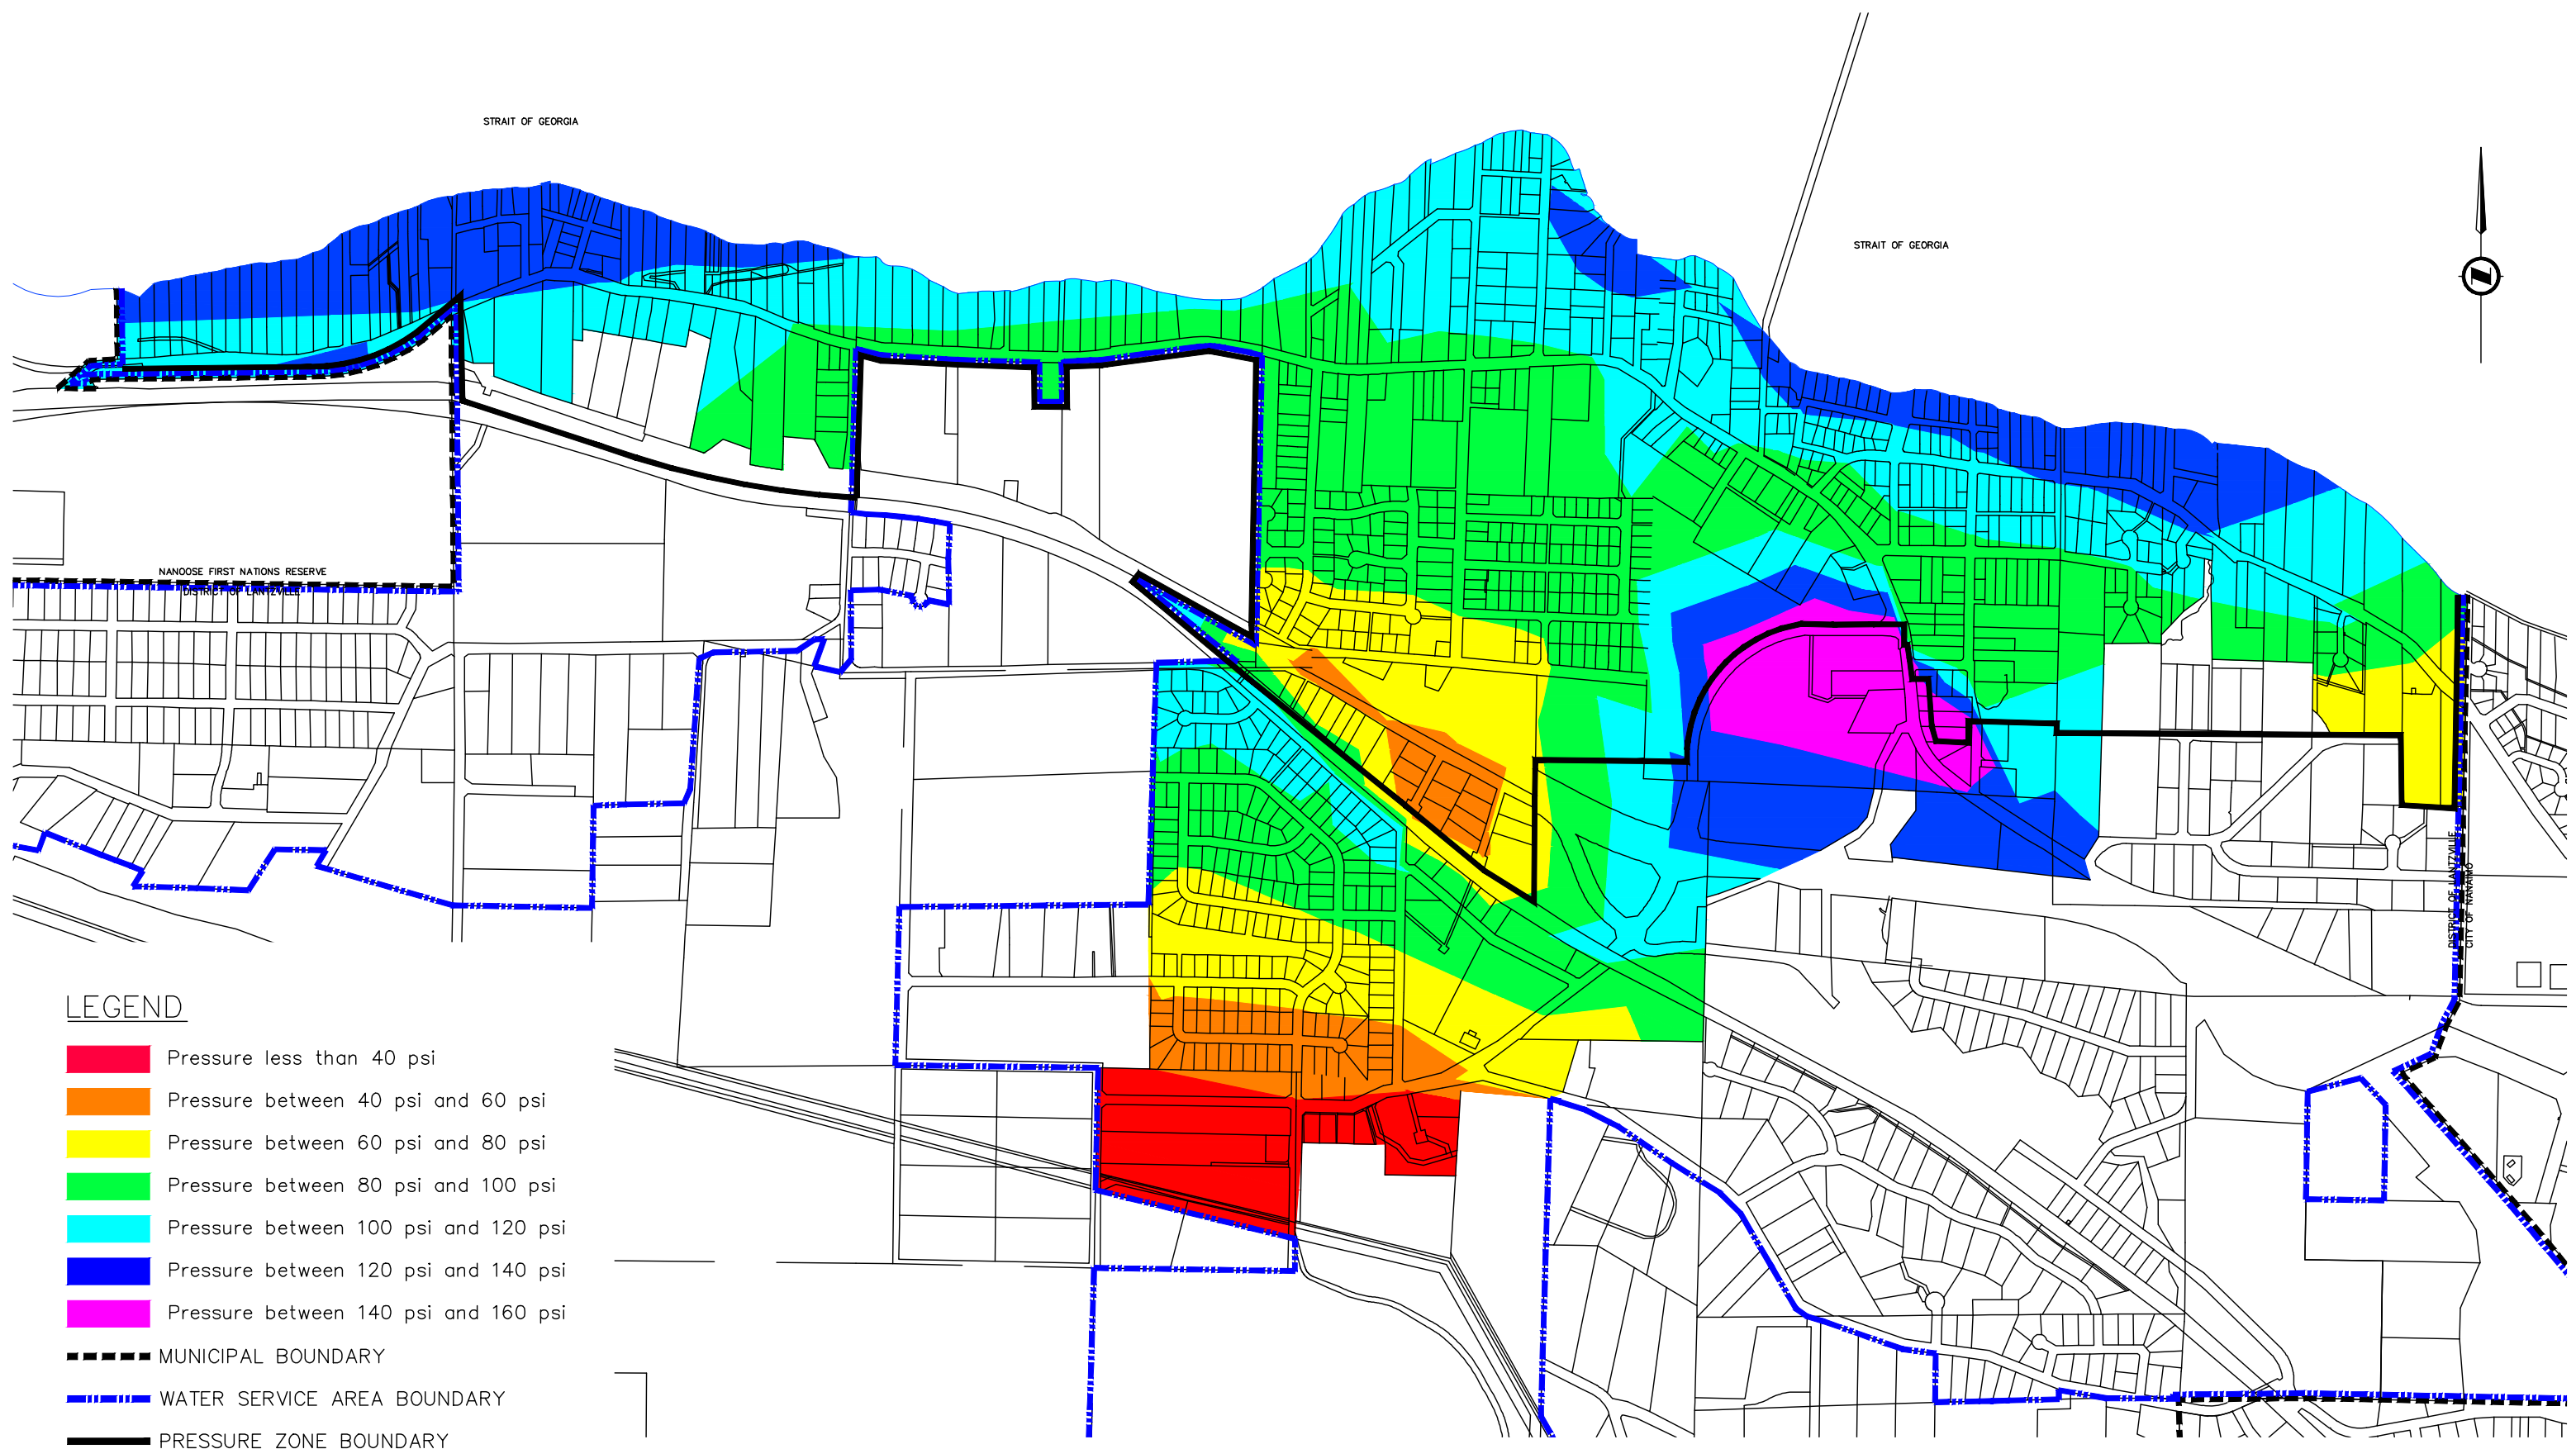 STRAIT OF GEORGIA
STRAIT OF GEORGIA
N
NANOOSE FIRST NATIONS RESERVE
DISTRICT OF LANTZVILLE
DISTRICT OF LANTZVILLE
CITY OF NANAIMO
LEGEND
Pressure less than 40 psi
Pressure between 40 psi and 60 psi
Pressure between 60 psi and 80 psi
Pressure between 80 psi and 100 psi
Pressure between 100 psi and 120 psi
Pressure between 120 psi and 140 psi
Pressure between 140 psi and 160 psi
MUNICIPAL BOUNDARY
WATER SERVICE AREA BOUNDARY
PRESSURE ZONE BOUNDARY